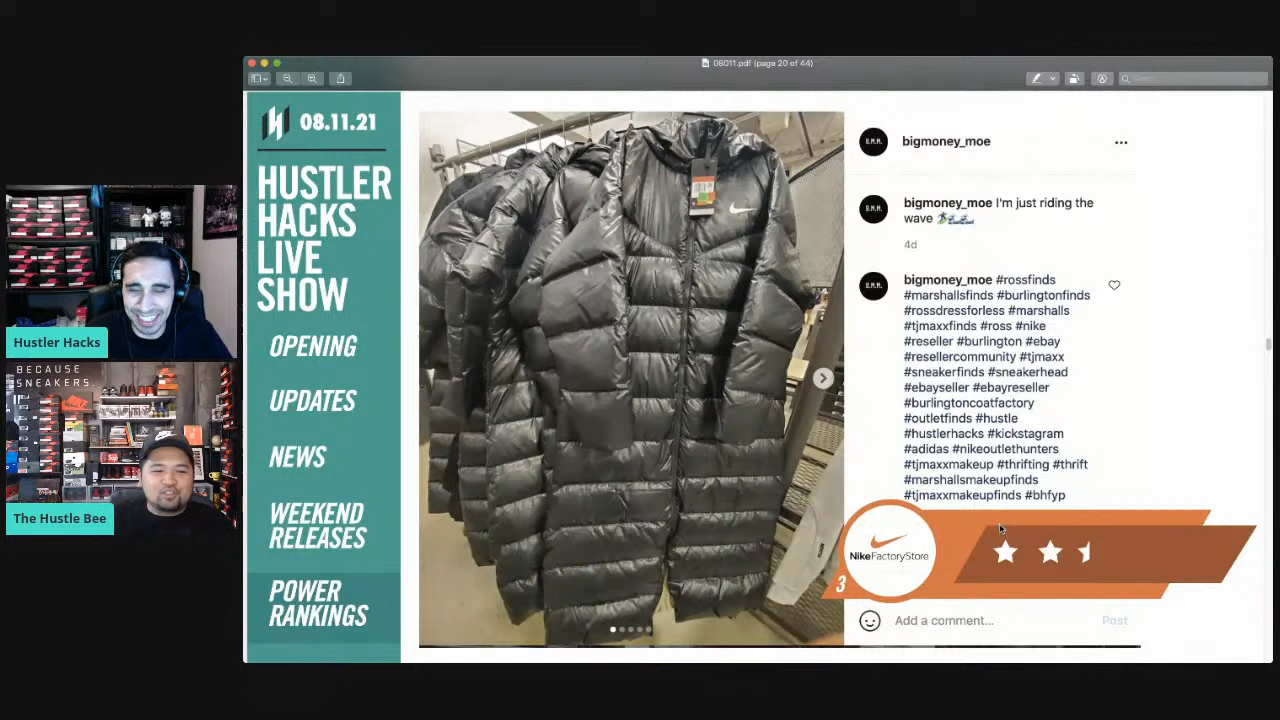 08011.pdf (page 20 of 44)
08.11.21
HUSTLER
HACKS
LIVE
SHOW
OPENING
UPDATES
NEWS
WEEKEND
RELEASES
POWER
RANKINGS
Hustler Hacks
BECAUSE
SNEAKERS.
The Hustle Bee
bigmoney_moe
bigmoney_moe I'm just riding the
wave
4d
bigmoney_moe #rossfinds
#marshallsfinds #burlingtonfinds
#rossdressforless #marshalls
#tjmaxxfinds #ross #nike
#reseller #burlington #ebay
#resellercommunity #tjmaxx
#sneakerfinds #sneakerhead
#ebayseller #ebayreseller
#burlingtoncoatfactory
#outletfinds #hustle
#hustlerhacks #kickstagram
#adidas #nikeoutlethunters
#tjmaxxmakeup #thrifting #thrift
#marshallsmakeupfinds
#tjmaxxmakeupfinds #bhfyp
3
NikeFactoryStore
Add a comment...
Post